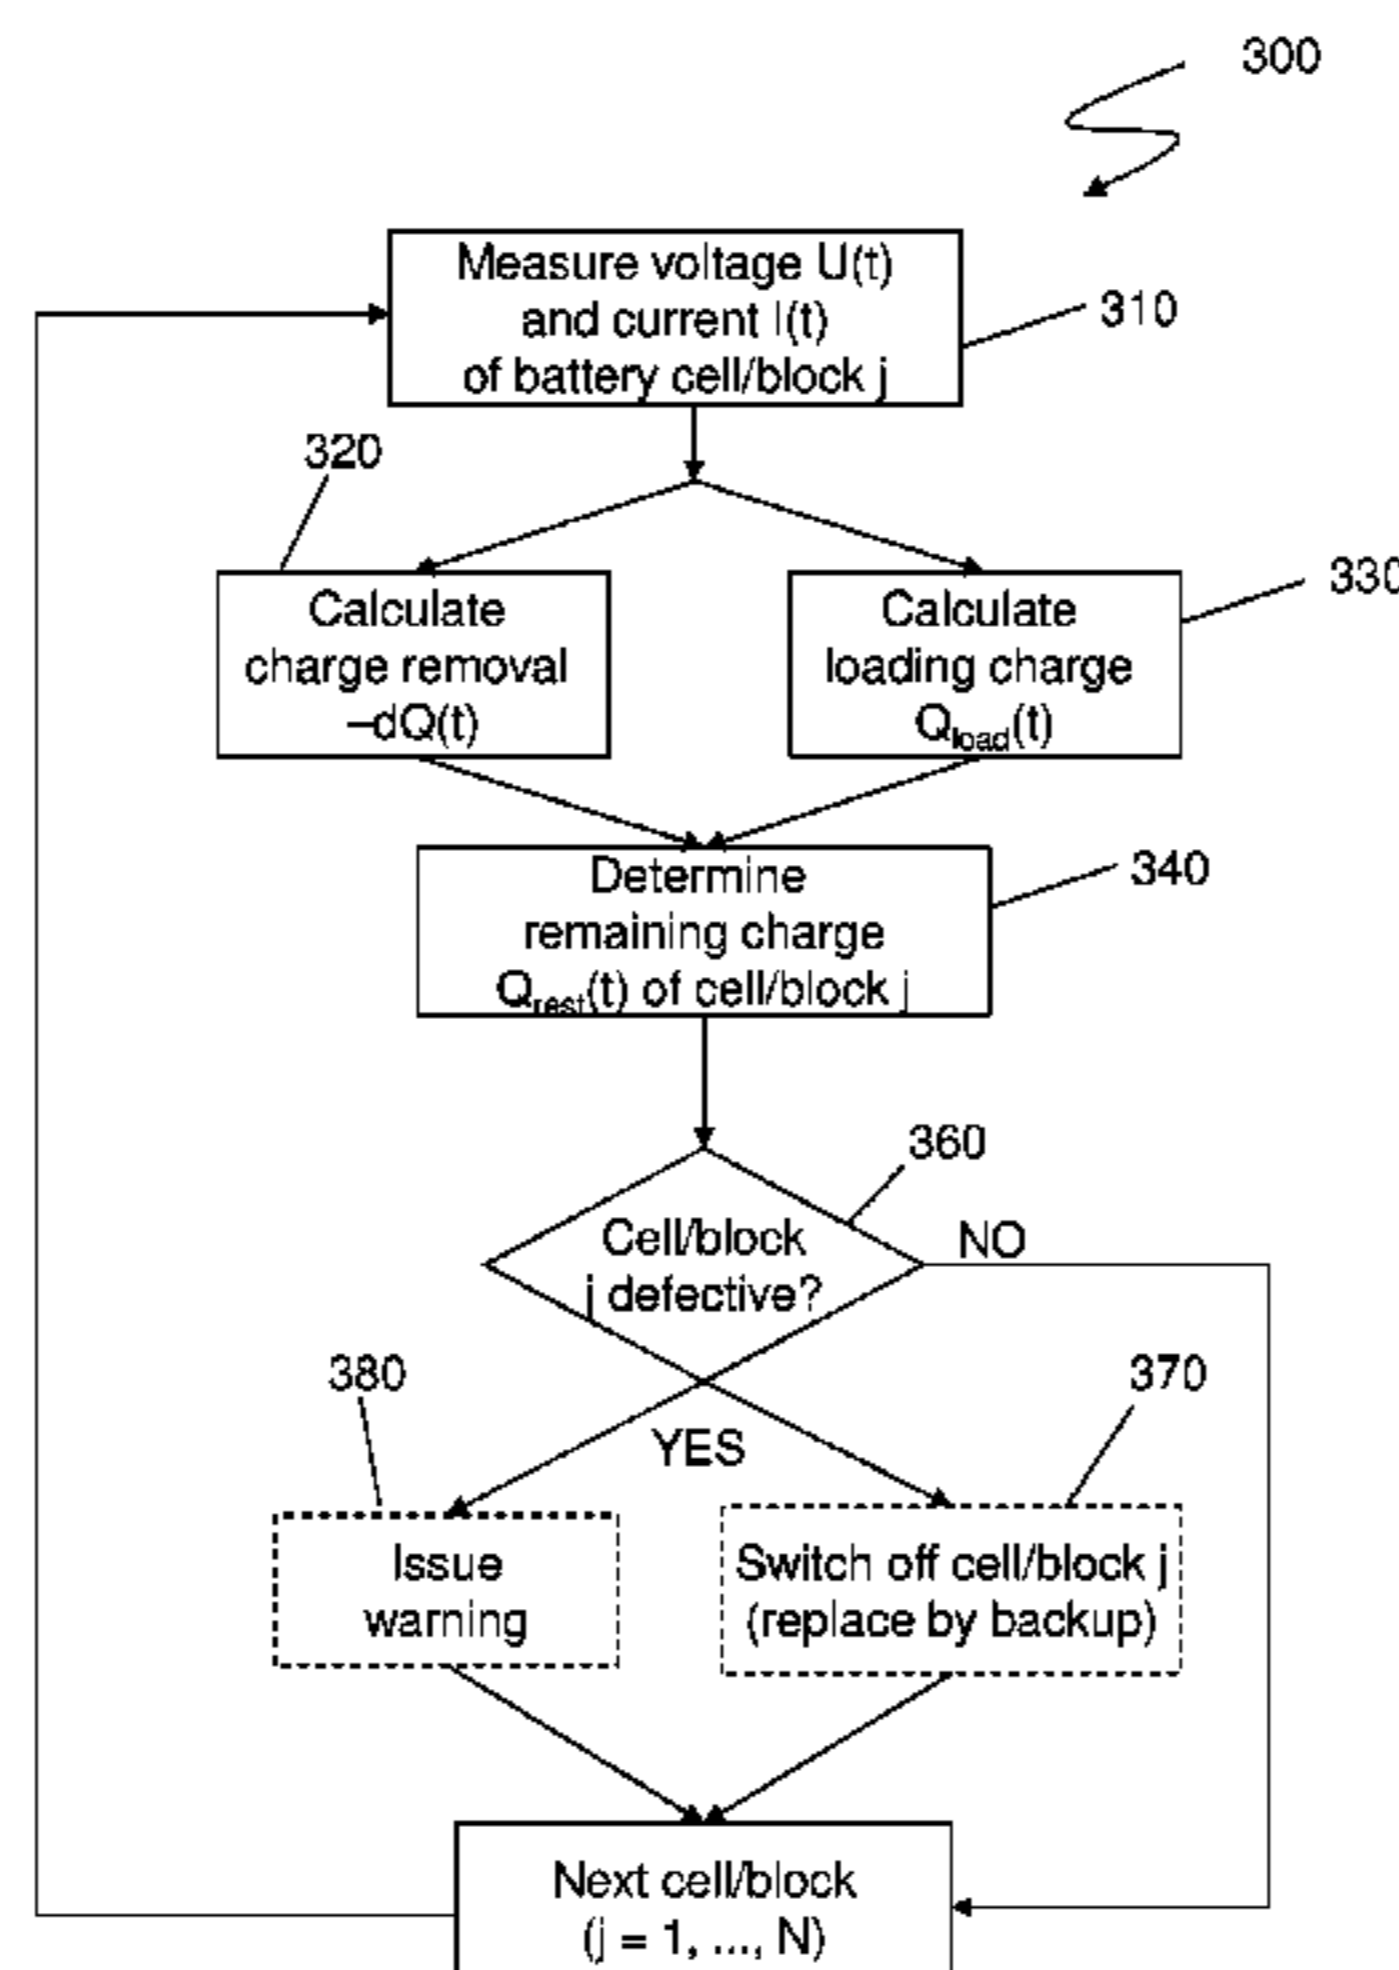 300
Measure voltage U(t)
and current I(t)
of battery cell/block j
310
320
Calculate
charge removal
–dQ(t)
Calculate
loading charge
Qload(t)
330
Determine
remaining charge
Qrest(t) of cell/block j
340
360
Cell/block
j defective?
NO
380
370
YES
Issue
warning
Switch off cell/block j
(replace by backup)
Next cell/block
(j = 1, ..., N)